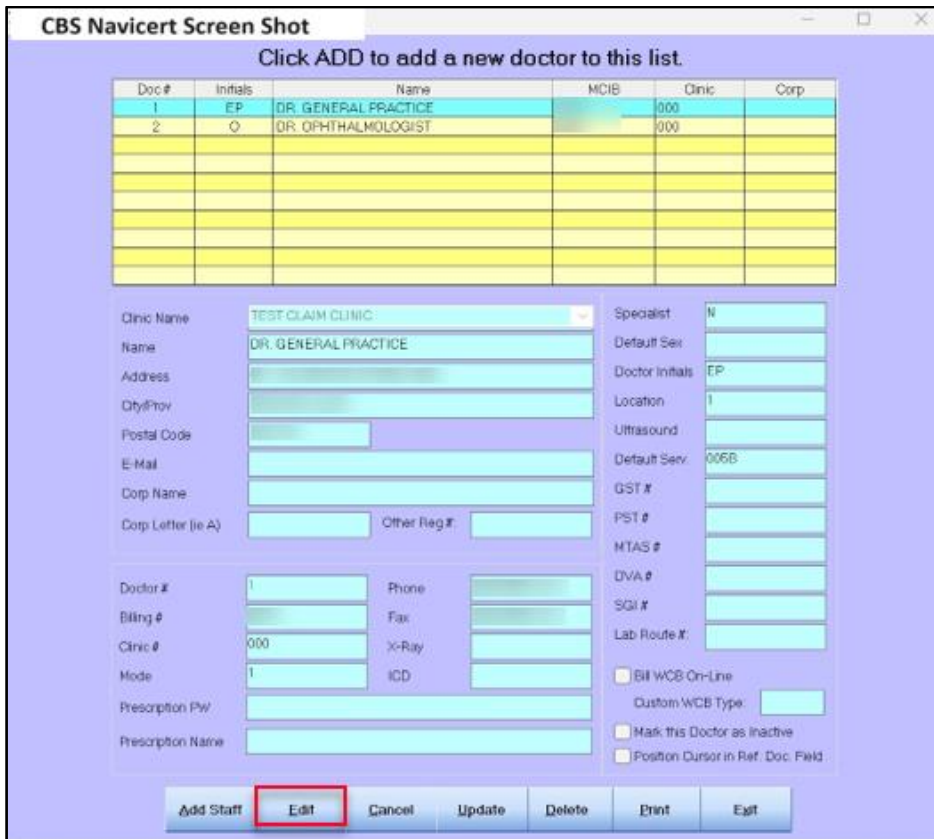 CBS Navicert Screen Shot
Click ADD to add a new doctor to this list.
Doc # Initials Name MCIB Clinic Corp
1 EP DR. GENERAL PRACTICE 000
2 O DR. OPHTHALMOLOGIST 000
Clinic Name TEST CLAIM CLINIC
Name DR. GENERAL PRACTICE
Address
City/Prov
Postal Code
E-Mail
Corp Name
Corp Letter (ie A) Other Reg #:
Specialist N
Default Sex
Doctor Initials EP
Location 1
Ultrasound
Default Serv. 005B
GST #
PST #
MTAS #
DVA #
SGI #
Lab Route #:
Doctor # 1 Phone
Billing # Fax
Clinic # 000 X-Ray
Mode 1 ICD
Prescription PW
Prescription Name
Bill WCB On-Line
Custom WCB Type:
Mark this Doctor as Inactive
Position Cursor in Ref. Doc. Field
Add Staff Edit Cancel Update Delete Print Exit